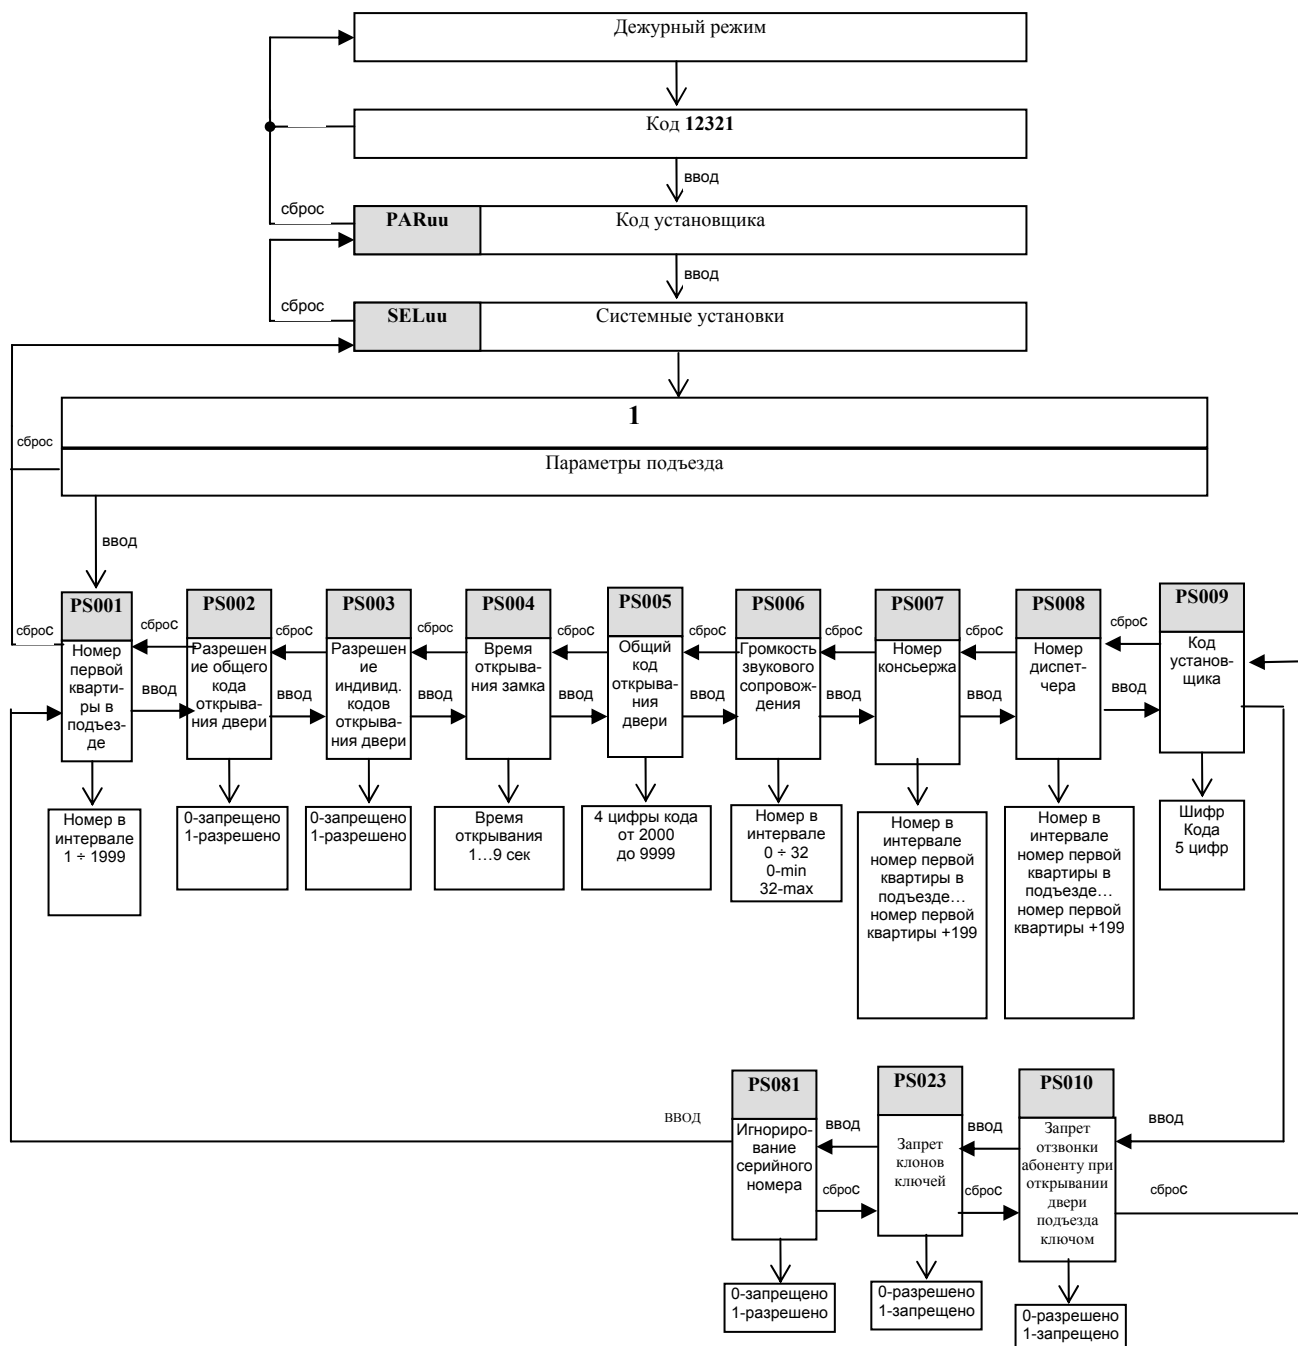 Дежурный режим
Код 12321
ввод
сброс
PARuu
Код установщика
ввод
сброс
SELuu
Системные установки
1
сброс
Параметры подъезда
ввод
PS001
PS002
PS003
PS004
PS005
PS006
PS007
PS008
PS009
сброС
сброС
сброС
сброс
сброС
сброС
сброС
сброС
сброС
Номер
первой
кварти-
ры в
подъез-
де
Разрешен
ие общего
кода
открыва-
ния двери
Разрешен
ие
индивид.
кодов
открыва-
ния двери
Время
открыва-
ния замка
Общий
код
открыва-
ния
двери
Громкость
звукового
сопровож-
дения
Номер
консьержа
Номер
диспет-
чера
Код
установ-
щика
ввод
ввод
ввод
ввод
ввод
ввод
ввод
ввод
Номер в
интервале
1 ÷ 1999
0-запрещено
1-разрешено
0-запрещено
1-разрешено
Время
открывания
1…9 сек
4 цифры кода
от 2000
до 9999
Номер в
интервале
0 ÷ 32
0-min
32-max
Номер в
интервале
номер первой
квартиры в
подъезде…
номер первой
квартиры +199
Номер в
интервале
номер первой
квартиры в
подъезде…
номер первой
квартиры +199
Шифр
Кода
5 цифр
PS081
PS023
PS010
ввод
ввод
ввод
ввод
Игнориро-
вание
серийного
номера
Запрет
клонов
ключей
Запрет
отзвонки
абоненту при
открывании
двери
подъезда
ключом
сброС
сброС
сброС
0-запрещено
1-разрешено
0-разрешено
1-запрещено
0-разрешено
1-запрещено